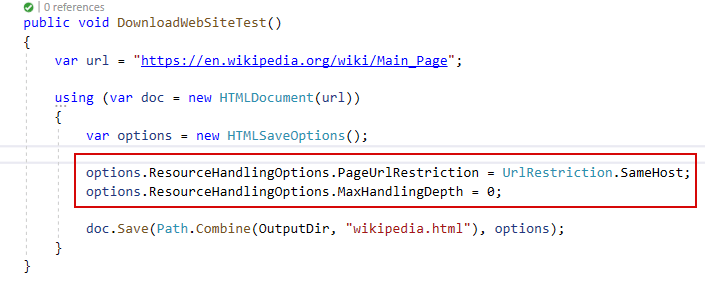 0 references
public void DownloadWebSiteTest()
{
    var url = "https://en.wikipedia.org/wiki/Main_Page";
    using (var doc = new HTMLDocument(url))
    {
        var options = new HTMLSaveOptions();
        options.ResourceHandlingOptions.PageUrlRestriction = UrlRestriction.SameHost;
        options.ResourceHandlingOptions.MaxHandlingDepth = 0;
        doc.Save(Path.Combine(OutputDir, "wikipedia.html"), options);
    }
}